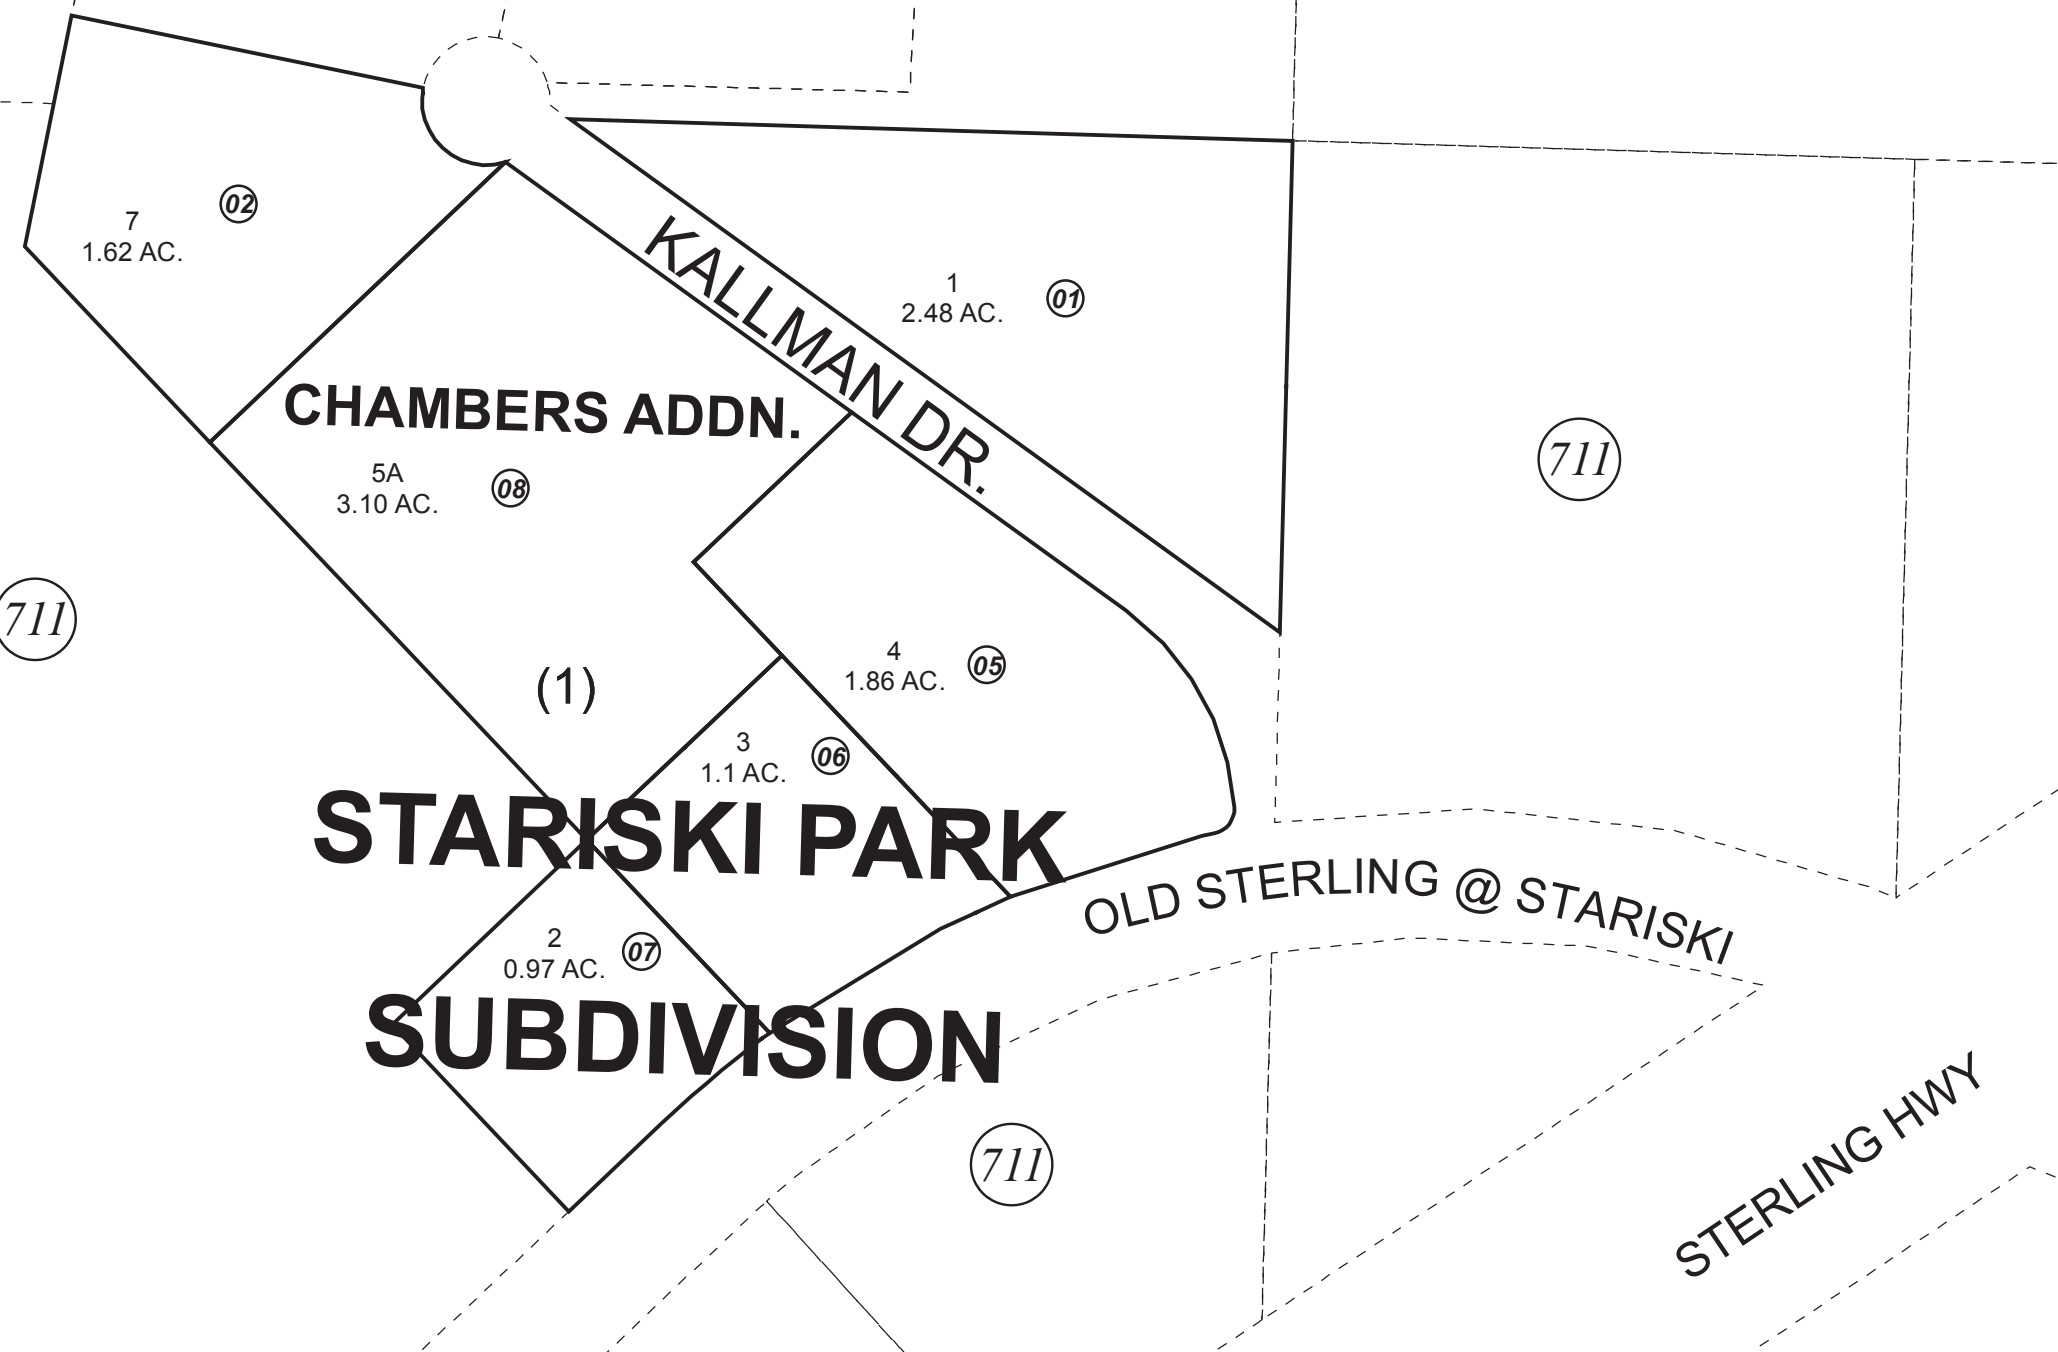 7
1.62 AC.
02
KALLMAN DR.
1
2.48 AC.
01
CHAMBERS ADDN.
5A
3.10 AC.
08
711
711
4
1.86 AC.
05
(1)
3
1.1 AC.
06
STARISKI PARK
OLD STERLING @ STARISKI
2
0.97 AC.
07
SUBDIVISION
711
STERLING HWY